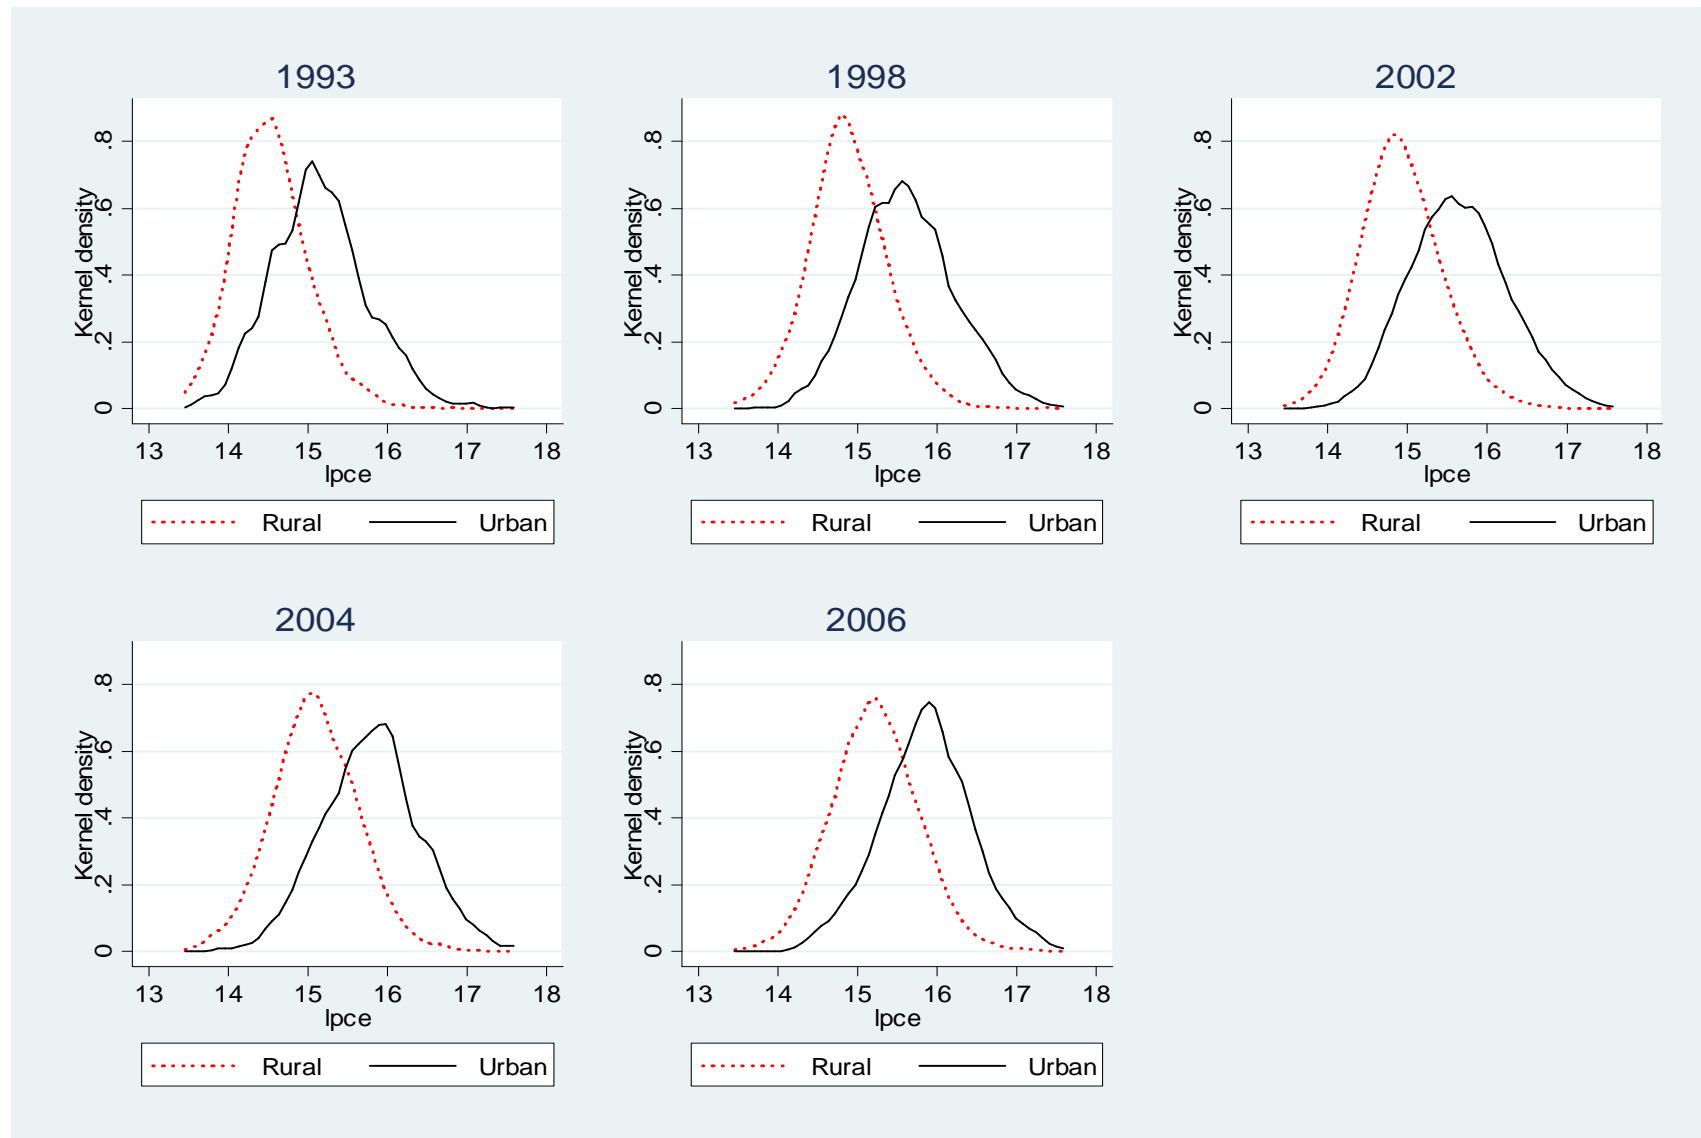 1993
Kernel density
0 .2 .4 .6 .8
13 14 15 16 17 18
lpce
Rural Urban
1998
Kernel density
0 .2 .4 .6 .8
13 14 15 16 17 18
lpce
Rural Urban
2002
Kernel density
0 .2 .4 .6 .8
13 14 15 16 17 18
lpce
Rural Urban
2004
Kernel density
0 .2 .4 .6 .8
13 14 15 16 17 18
lpce
Rural Urban
2006
Kernel density
0 .2 .4 .6 .8
13 14 15 16 17 18
lpce
Rural Urban